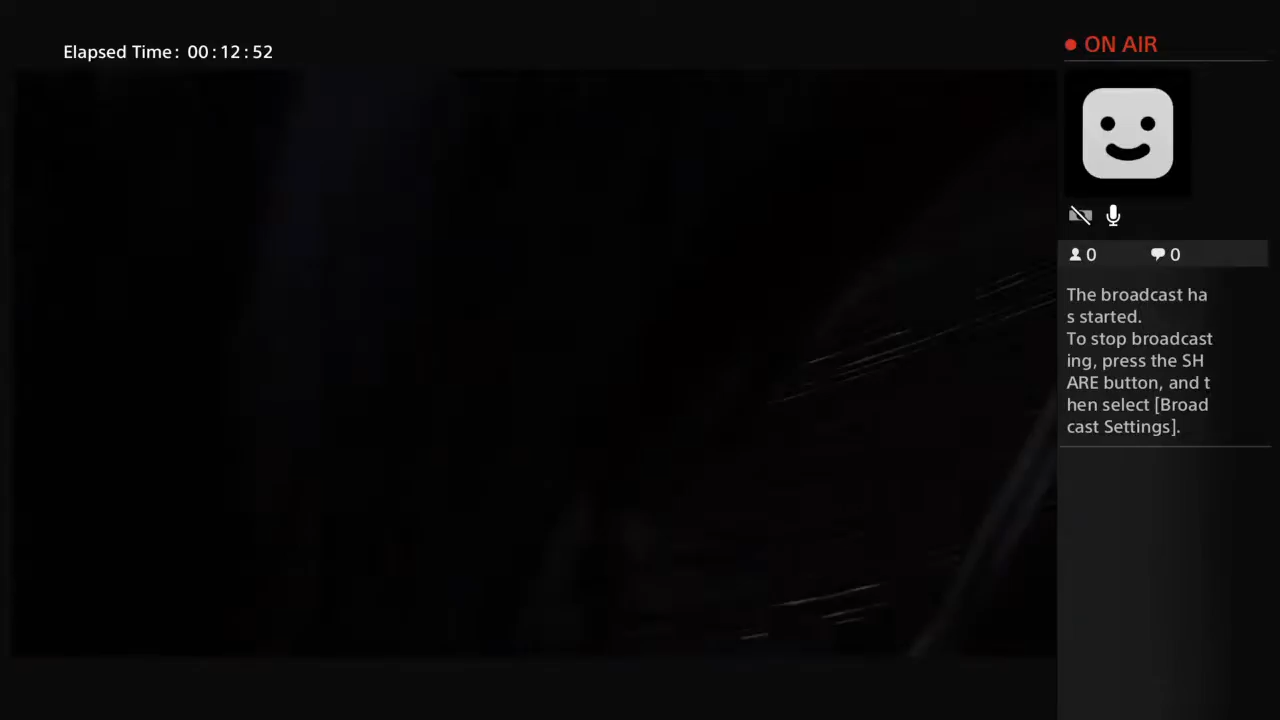 Elapsed Time: 00:12:52
ON AIR
0 0
The broadcast ha
s started.
To stop broadcast
ing, press the SH
ARE button, and t
hen select [Broad
cast Settings].